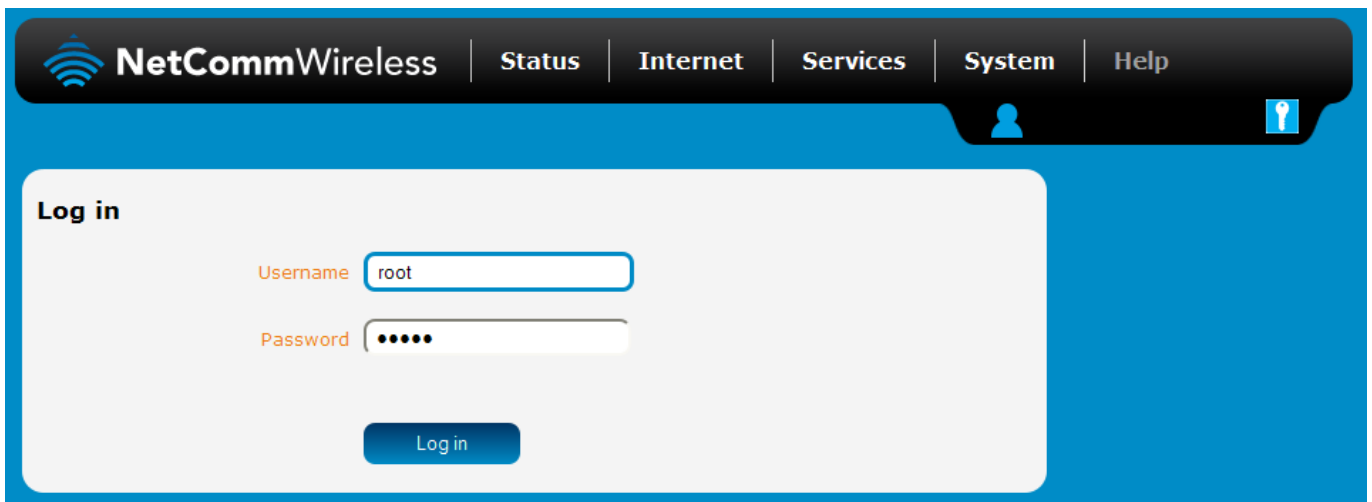 NetCommWireless Status Internet Services System Help
Log in
Username root
Password •••••
Log in